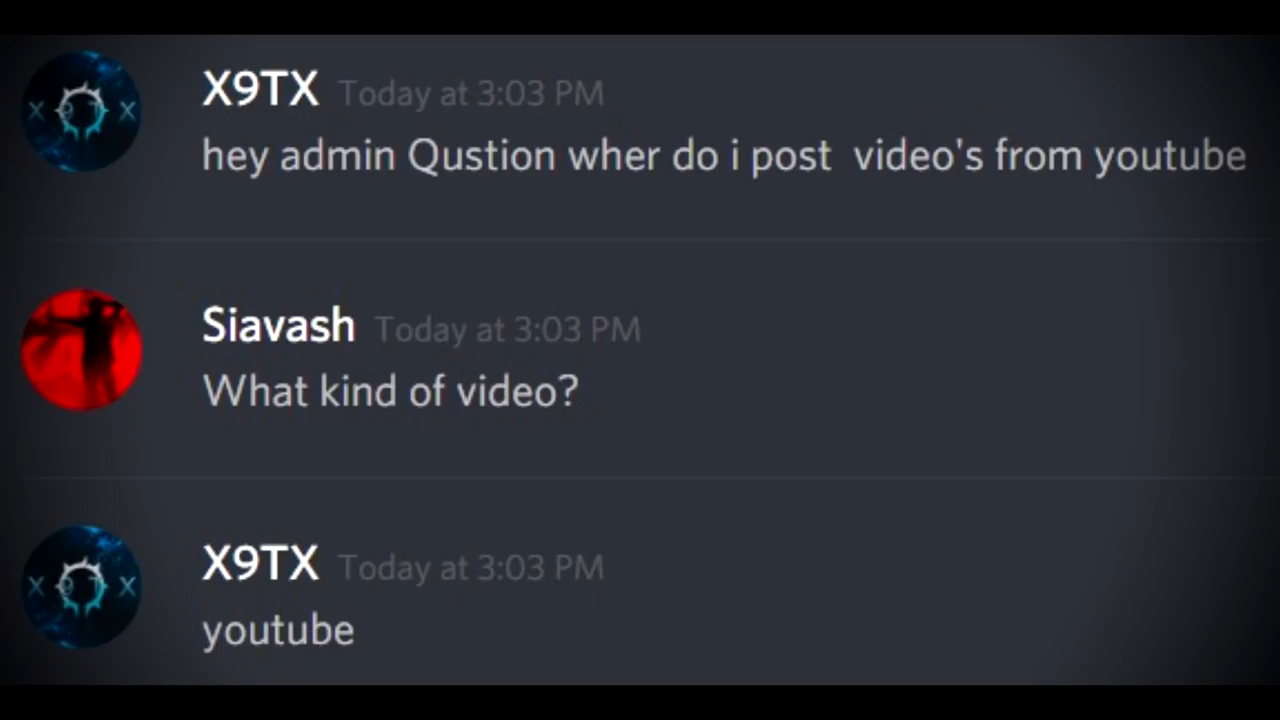 X9TX Today at 3:03 PM
hey admin Qustion wher do i post  video's from youtube
Siavash Today at 3:03 PM
What kind of video?
X9TX Today at 3:03 PM
youtube